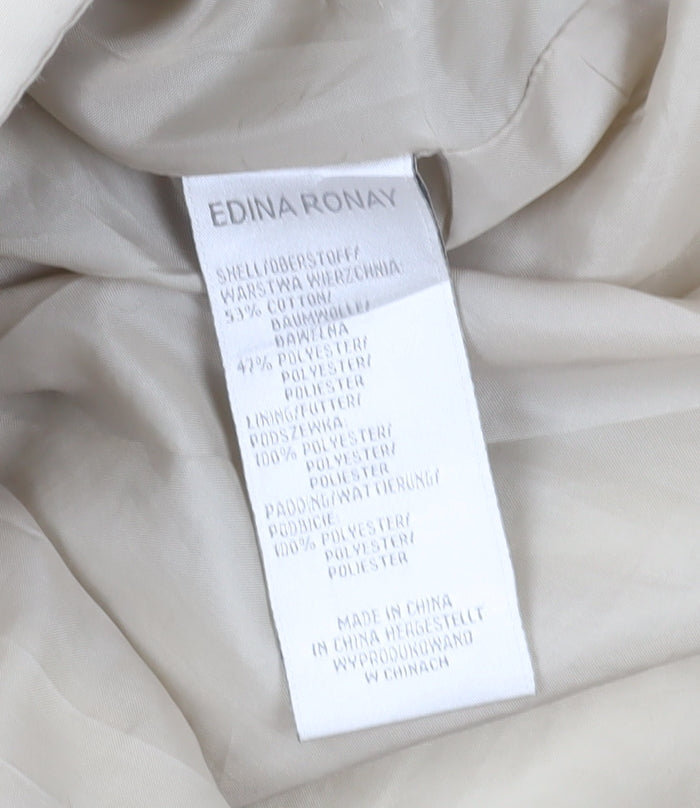 EDINA RONAY
SHELL/OBERSTOFF/
WARSTWA WIERZCHNIA:
53% COTTON/
BAUMWOLLE/
BAWEŁNA
47% POLYESTER/
POLYESTER/
POLIESTER
LINING/FUTTER/
PODSZEWKA:
100% POLYESTER/
POLYESTER/
POLIESTER
PADDING/WATTIERUNG/
PODBICIE:
100% POLYESTER/
POLYESTER/
POLIESTER
MADE IN CHINA
IN CHINA HERGESTELLT
WYPRODUKOWANO
W CHINACH